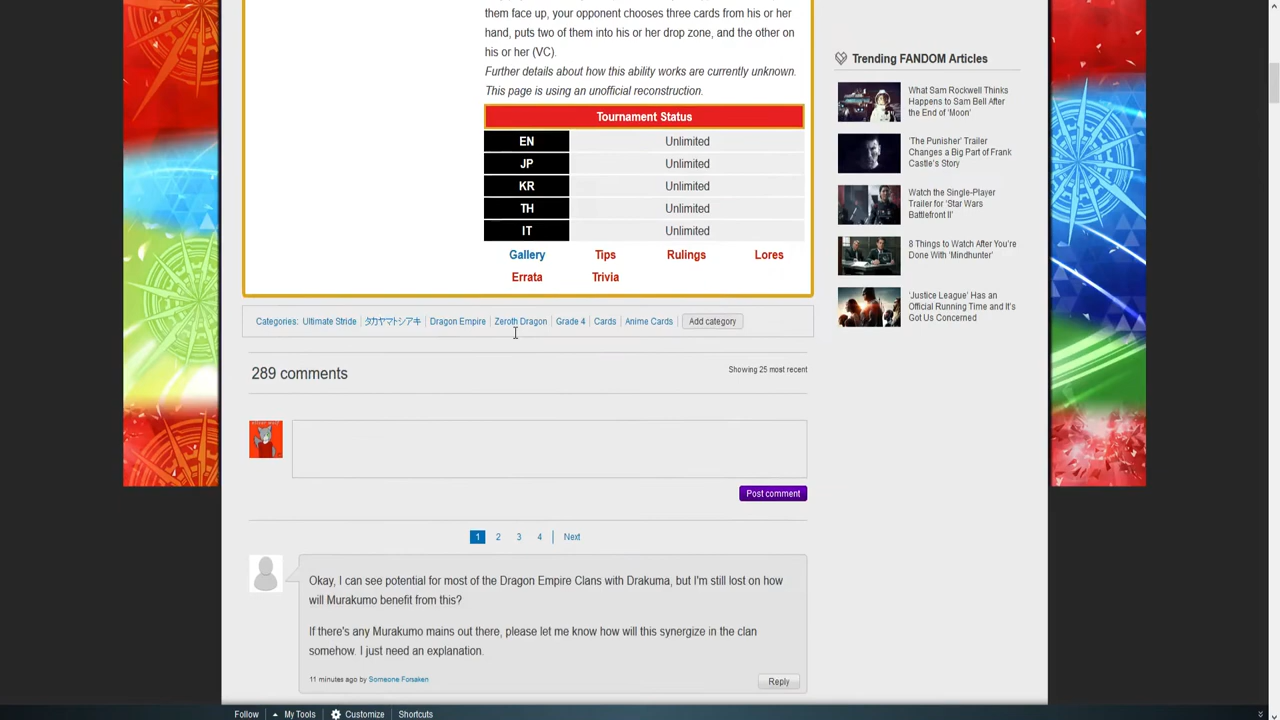 them face up, your opponent chooses three cards from his or her
hand, puts two of them into his or her drop zone, and the other on
his or her (VC).
Further details about how this ability works are currently unknown.
This page is using an unofficial reconstruction.
Tournament Status
EN Unlimited
JP Unlimited
KR Unlimited
TH Unlimited
IT Unlimited
Gallery Tips Rulings Lores
Errata Trivia
Categories: Ultimate Stride タカヤマトシアキ Dragon Empire Zeroth Dragon Grade 4 Cards Anime Cards Add category
289 comments
Showing 25 most recent
Post comment
1 2 3 4 Next
Okay, I can see potential for most of the Dragon Empire Clans with Drakuma, but I'm still lost on how
will Murakumo benefit from this?
If there's any Murakumo mains out there, please let me know how will this synergize in the clan
somehow. I just need an explanation.
11 minutes ago by Someone Forsaken
Reply
Trending FANDOM Articles
What Sam Rockwell Thinks
Happens to Sam Bell After
the End of 'Moon'
'The Punisher' Trailer
Changes a Big Part of Frank
Castle's Story
Watch the Single-Player
Trailer for 'Star Wars
Battlefront II'
8 Things to Watch After You're
Done With 'Mindhunter'
'Justice League' Has an
Official Running Time and It's
Got Us Concerned
Follow My Tools Customize Shortcuts